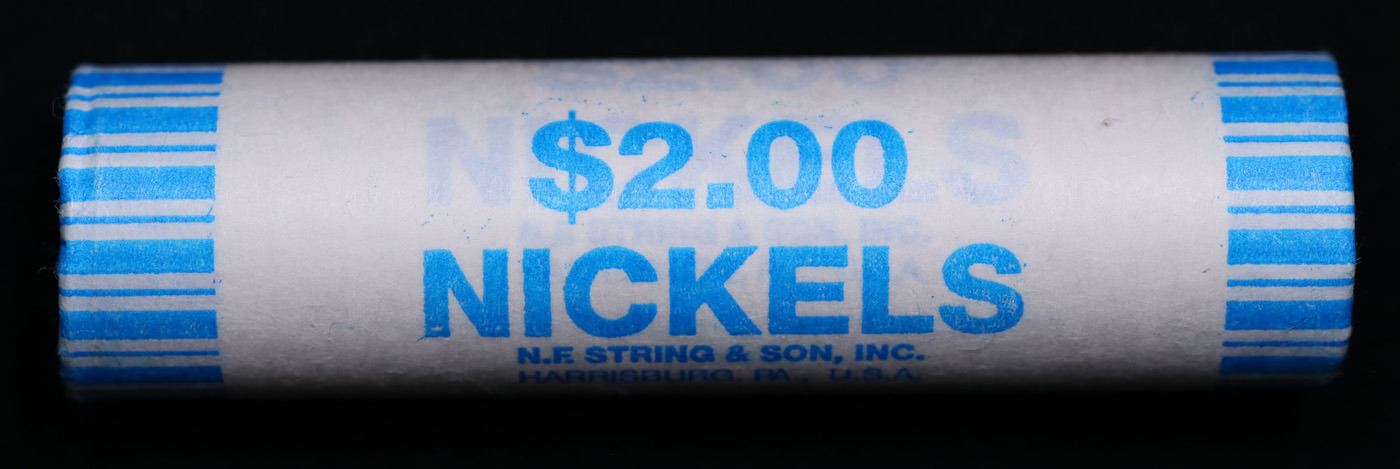 $2.00
NICKELS
N.F. STRING & SON, INC.
HARRISBURG, PA., U.S.A.